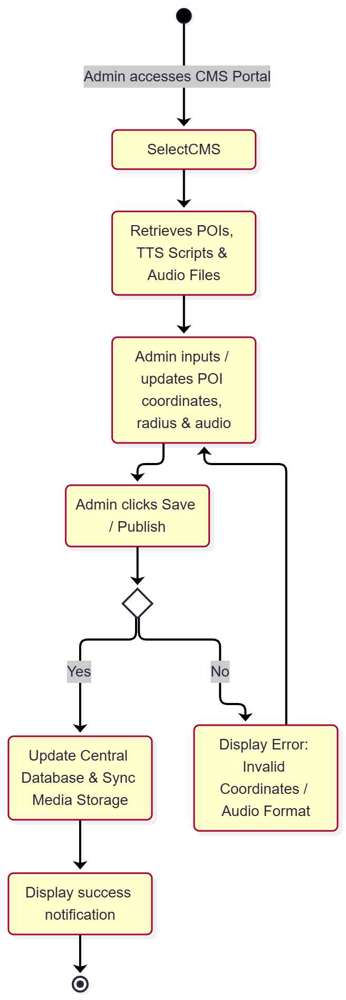 Admin accesses CMS Portal
SelectCMS
Retrieves POIs,
TTS Scripts &
Audio Files
Admin inputs /
updates POI
coordinates,
radius & audio
Admin clicks Save
/ Publish
Yes
No
Update Central
Database & Sync
Media Storage
Display Error:
Invalid
Coordinates /
Audio Format
Display success
notification